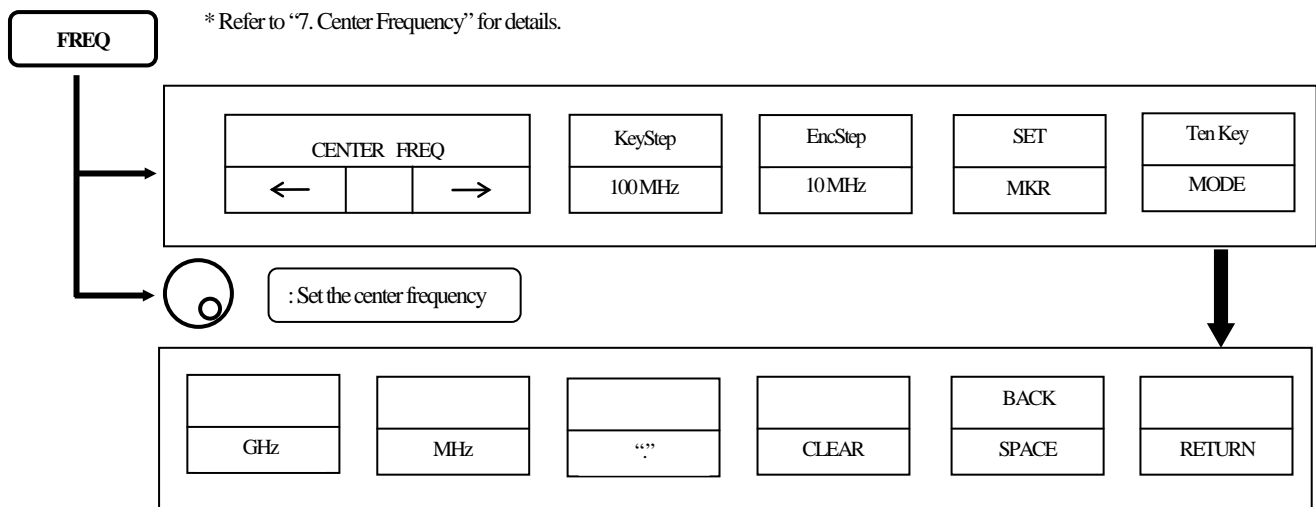 * Refer to “7. Center Frequency” for details.
FREQ
CENTER FREQ
← →
KeyStep
100 MHz
EncStep
10 MHz
SET
MKR
Ten Key
MODE
: Set the center frequency
GHz
MHz
“.”
CLEAR
BACK
SPACE
RETURN